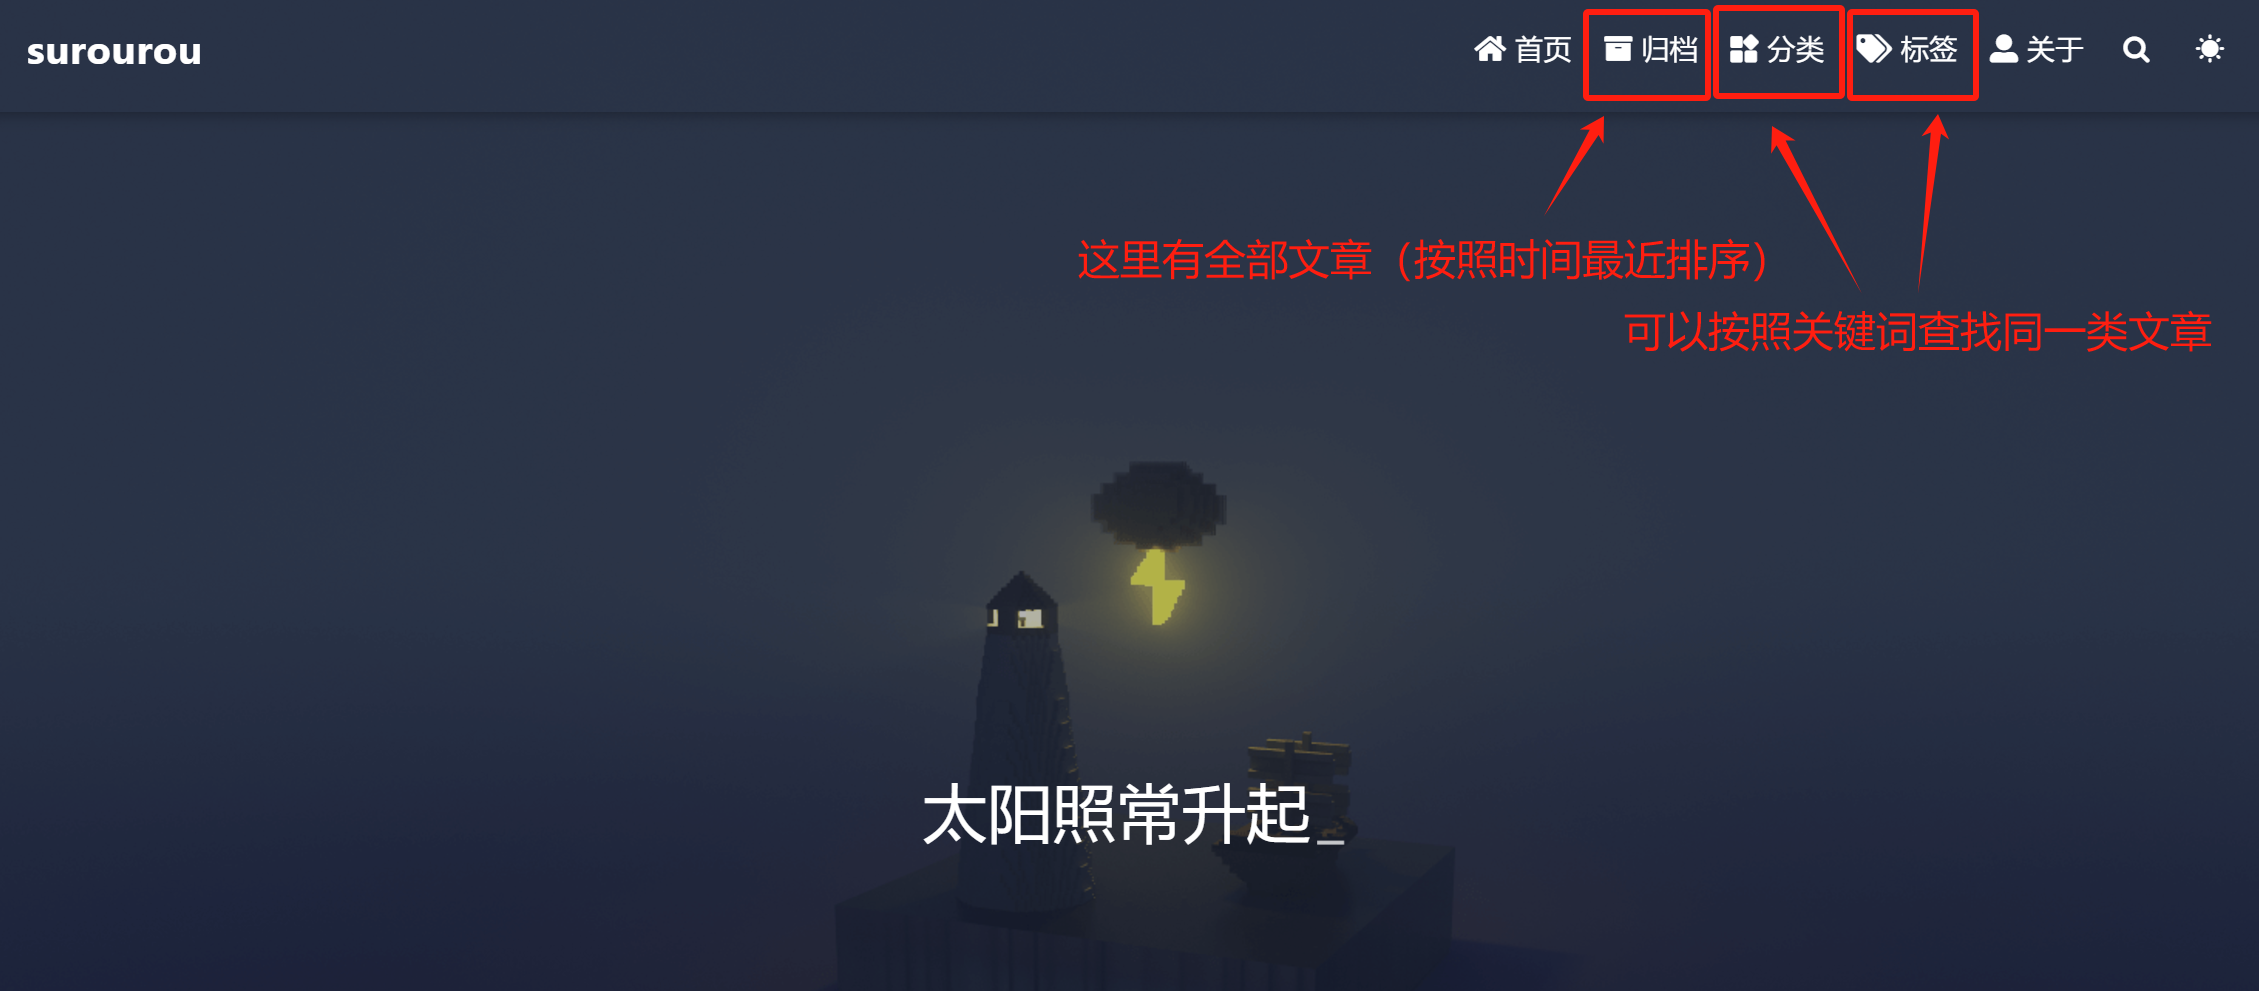 surourou
首页 归档 分类 标签 关于
这里有全部文章（按照时间最近排序）
可以按照关键词查找同一类文章
太阳照常升起_